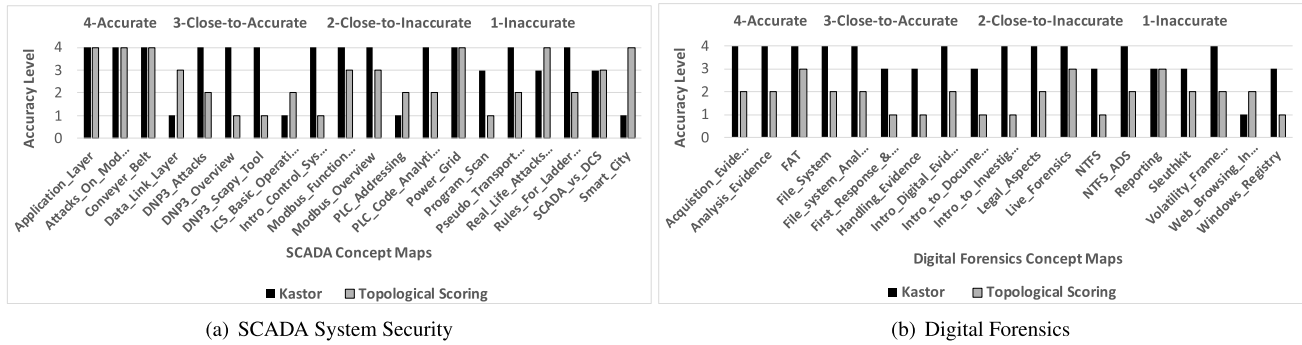 4-Accurate 3-Close-to-Accurate 2-Close-to-Inaccurate 1-Inaccurate
Accuracy Level
4
3
2
1
0
Application_Layer
Attacks_On_Mod...
Conveyer_Belt
Data_Link_Layer
DNP3_Attacks
DNP3_Overview
DNP3_Scapy_Tool
ICS_Basic_Operati...
Intro_Control_Sys...
Modbus_Function...
Modbus_Overview
PLC_Addressing
PLC_Code_Analyti...
Power_Grid
Program_Scan
Pseudo_Transport...
Real_Life_Attacks...
Rules_For_Ladder...
SCADA_vs_DCS
Smart_City
SCADA Concept Maps
Kastor Topological Scoring
(a) SCADA System Security
4-Accurate 3-Close-to-Accurate 2-Close-to-Inaccurate 1-Inaccurate
Accuracy Level
4
3
2
1
0
Acquistion_Evide...
Analysis_Evidence
FAT
File_System
File_system_Anal...
First_Response_&...
Handling_Evidence
Intro_Digital_Evid...
Intro_to_Docume...
Intro_to_Investig...
Legal_Aspects
Live_Forensics
NTFS
NTFS_ADS
Reporting
Sleuthkit
Volatility_Frame...
Web_Browsing_In...
Windows_Registry
Digital Forensics Concept Maps
Kastor Topological Scoring
(b) Digital Forensics